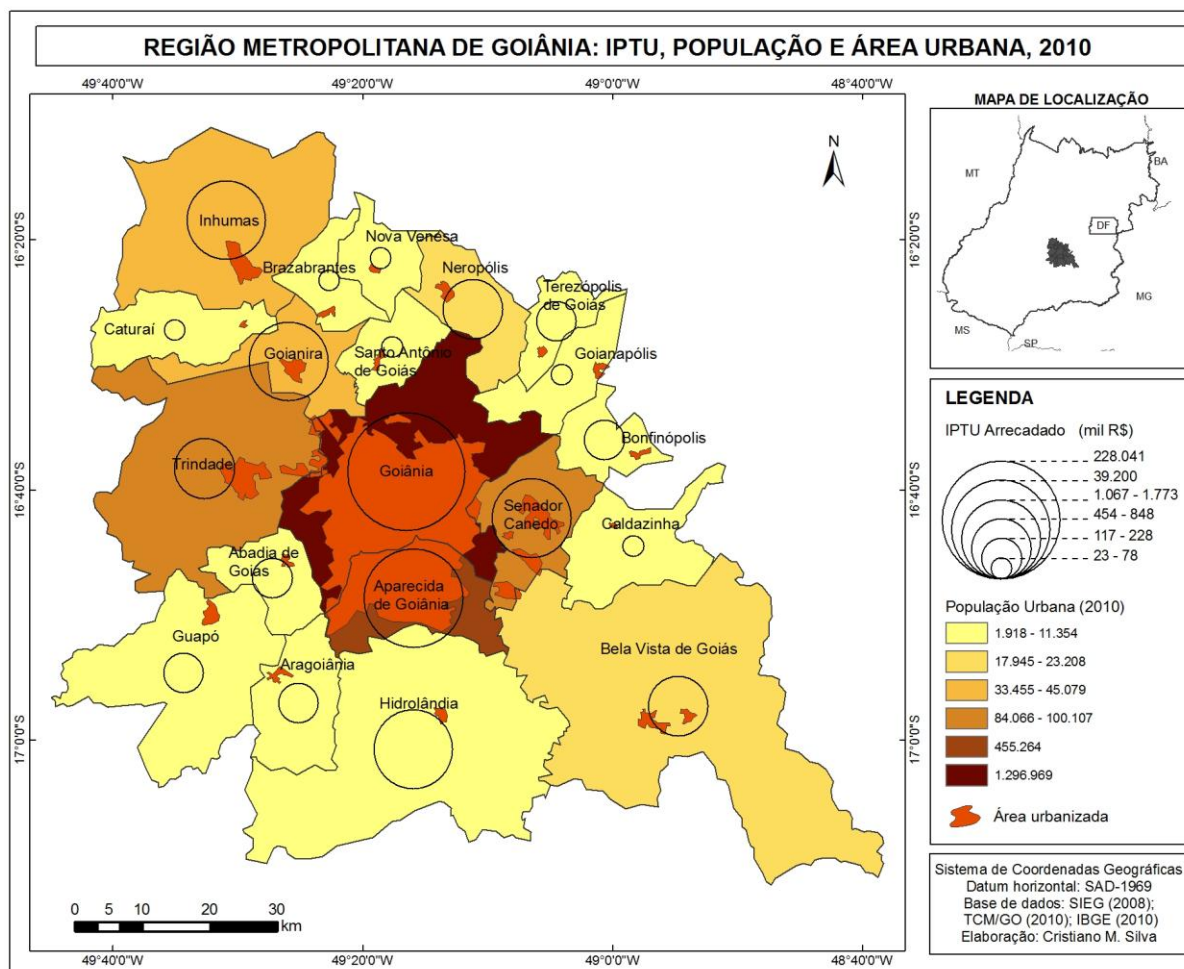 REGIÃO METROPOLITANA DE GOIÂNIA: IPTU, POPULAÇÃO E ÁREA URBANA, 2010
49°40'0"W
49°20'0"W
49°0'0"W
48°40'0"W
16°20'0"S
16°40'0"S
17°0'0"S
16°20'0"S
16°40'0"S
17°0'0"S
N
Inhumas
Nova Venesa
Brazabrantes
Nerópolis
Terezópolis
de Goiás
Caturaí
Goianira
Santo Antônio
de Goiás
Goianapólis
Bonfinópolis
Trindade
Goiânia
Senador
Canedo
Caldazinha
Abadia de
Goiás
Aparecida
de Goiânia
Guapó
Aragoiânia
Bela Vista de Goiás
Hidrolândia
0 5 10 20 30
km
49°40'0"W
49°20'0"W
49°0'0"W
48°40'0"W
MAPA DE LOCALIZAÇÃO
MT
BA
DF
MG
MS
SP
LEGENDA
IPTU Arrecadado (mil R$)
228.041
39.200
1.067 - 1.773
454 - 848
117 - 228
23 - 78
População Urbana (2010)
1.918 - 11.354
17.945 - 23.208
33.455 - 45.079
84.066 - 100.107
455.264
1.296.969
Área urbanizada
Sistema de Coordenadas Geográficas
Datum horizontal: SAD-1969
Base de dados: SIEG (2008);
TCM/GO (2010); IBGE (2010)
Elaboração: Cristiano M. Silva